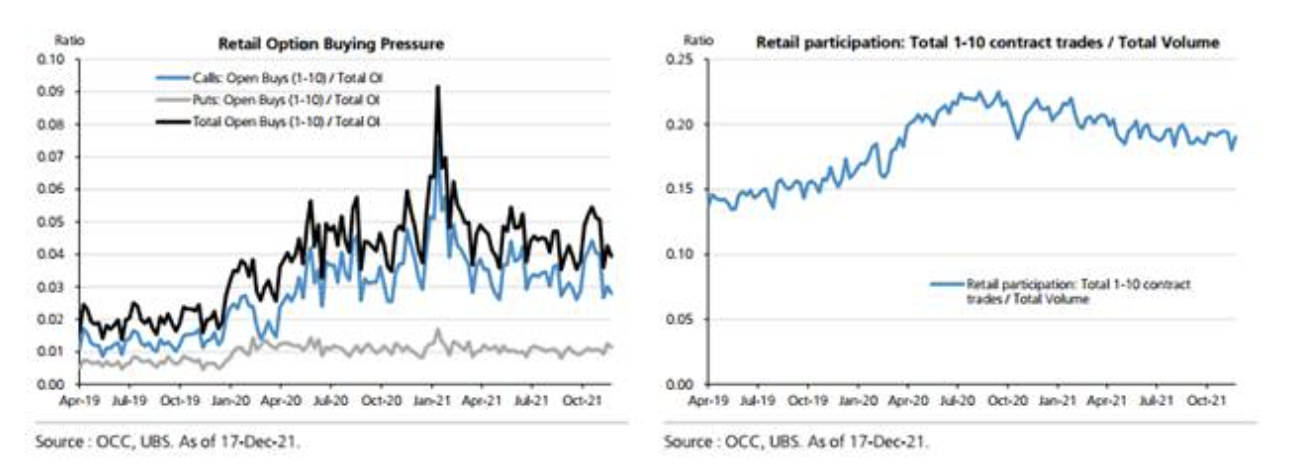 Ratio
Retail Option Buying Pressure
0.10
0.09
0.08
0.07
0.06
0.05
0.04
0.03
0.02
0.01
0.00
Calls: Open Buys (1-10) / Total OI
Puts: Open Buys (1-10) / Total OI
Total Open Buys (1-10) / Total OI
Apr-19 Jul-19 Oct-19 Jan-20 Apr-20 Jul-20 Oct-20 Jan-21 Apr-21 Jul-21 Oct-21
Source : OCC, UBS. As of 17-Dec-21.
Ratio
Retail participation: Total 1-10 contract trades / Total Volume
0.25
0.20
0.15
0.10
0.05
0.00
Retail participation: Total 1-10 contract
trades / Total Volume
Apr-19 Jul-19 Oct-19 Jan-20 Apr-20 Jul-20 Oct-20 Jan-21 Apr-21 Jul-21 Oct-21
Source : OCC, UBS. As of 17-Dec-21.